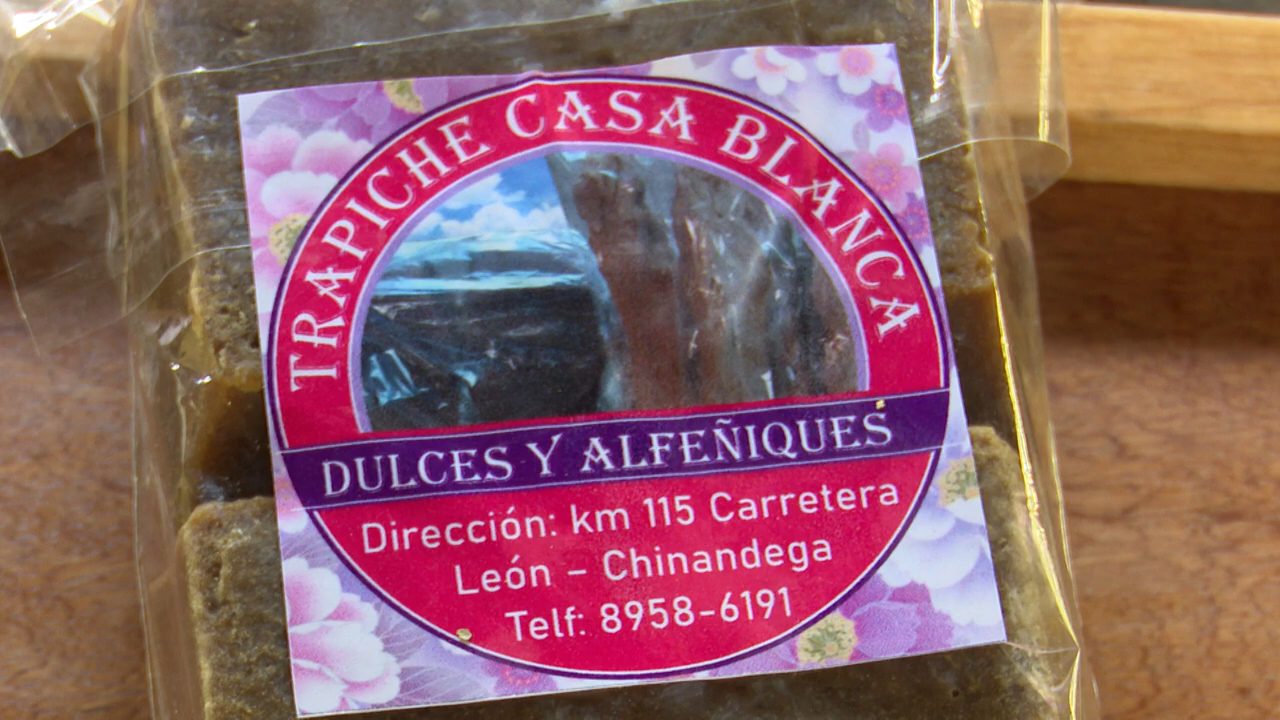 TRAPICHE CASA BLANCA
DULCES Y ALFEÑIQUES
Dirección: km 115 Carretera
León - Chinandega
Telf: 8958-6191